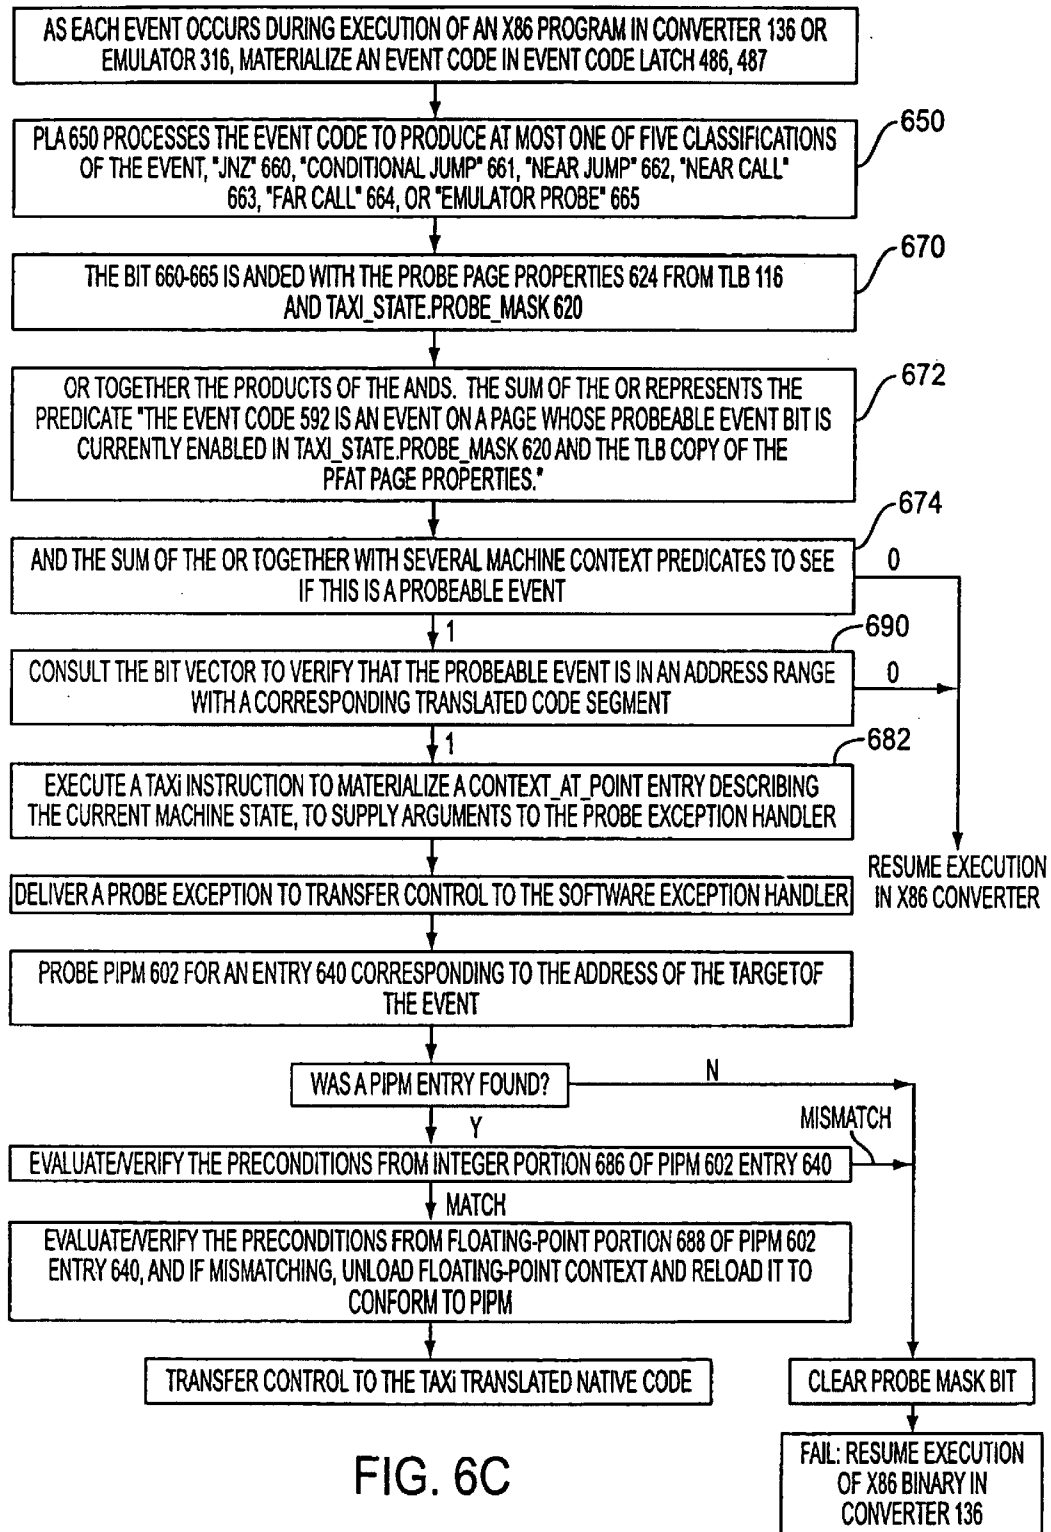 AS EACH EVENT OCCURS DURING EXECUTION OF AN X86 PROGRAM IN CONVERTER 136 OR
EMULATOR 316, MATERIALIZE AN EVENT CODE IN EVENT CODE LATCH 486, 487
650
PLA 650 PROCESSES THE EVENT CODE TO PRODUCE AT MOST ONE OF FIVE CLASSIFICATIONS
OF THE EVENT, "JNZ" 660, "CONDITIONAL JUMP" 661, "NEAR JUMP" 662, "NEAR CALL"
663, "FAR CALL" 664, OR "EMULATOR PROBE" 665
670
THE BIT 660-665 IS ANDED WITH THE PROBE PAGE PROPERTIES 624 FROM TLB 116
AND TAXI_STATE.PROBE_MASK 620
672
OR TOGETHER THE PRODUCTS OF THE ANDS. THE SUM OF THE OR REPRESENTS THE
PREDICATE "THE EVENT CODE 592 IS AN EVENT ON A PAGE WHOSE PROBEABLE EVENT BIT IS
CURRENTLY ENABLED IN TAXI_STATE.PROBE_MASK 620 AND THE TLB COPY OF THE
PFAT PAGE PROPERTIES."
674
AND THE SUM OF THE OR TOGETHER WITH SEVERAL MACHINE CONTEXT PREDICATES TO SEE
IF THIS IS A PROBEABLE EVENT
0
1
690
CONSULT THE BIT VECTOR TO VERIFY THAT THE PROBEABLE EVENT IS IN AN ADDRESS RANGE
WITH A CORRESPONDING TRANSLATED CODE SEGMENT
0
1
682
EXECUTE A TAXi INSTRUCTION TO MATERIALIZE A CONTEXT_AT_POINT ENTRY DESCRIBING
THE CURRENT MACHINE STATE, TO SUPPLY ARGUMENTS TO THE PROBE EXCEPTION HANDLER
RESUME EXECUTION
IN X86 CONVERTER
DELIVER A PROBE EXCEPTION TO TRANSFER CONTROL TO THE SOFTWARE EXCEPTION HANDLER
PROBE PIPM 602 FOR AN ENTRY 640 CORRESPONDING TO THE ADDRESS OF THE TARGETOF
THE EVENT
WAS A PIPM ENTRY FOUND?
N
Y
MISMATCH
EVALUATE/VERIFY THE PRECONDITIONS FROM INTEGER PORTION 686 OF PIPM 602 ENTRY 640
MATCH
EVALUATE/VERIFY THE PRECONDITIONS FROM FLOATING-POINT PORTION 688 OF PIPM 602
ENTRY 640, AND IF MISMATCHING, UNLOAD FLOATING-POINT CONTEXT AND RELOAD IT TO
CONFORM TO PIPM
TRANSFER CONTROL TO THE TAXi TRANSLATED NATIVE CODE
CLEAR PROBE MASK BIT
FAIL: RESUME EXECUTION
OF X86 BINARY IN
CONVERTER 136
FIG. 6C